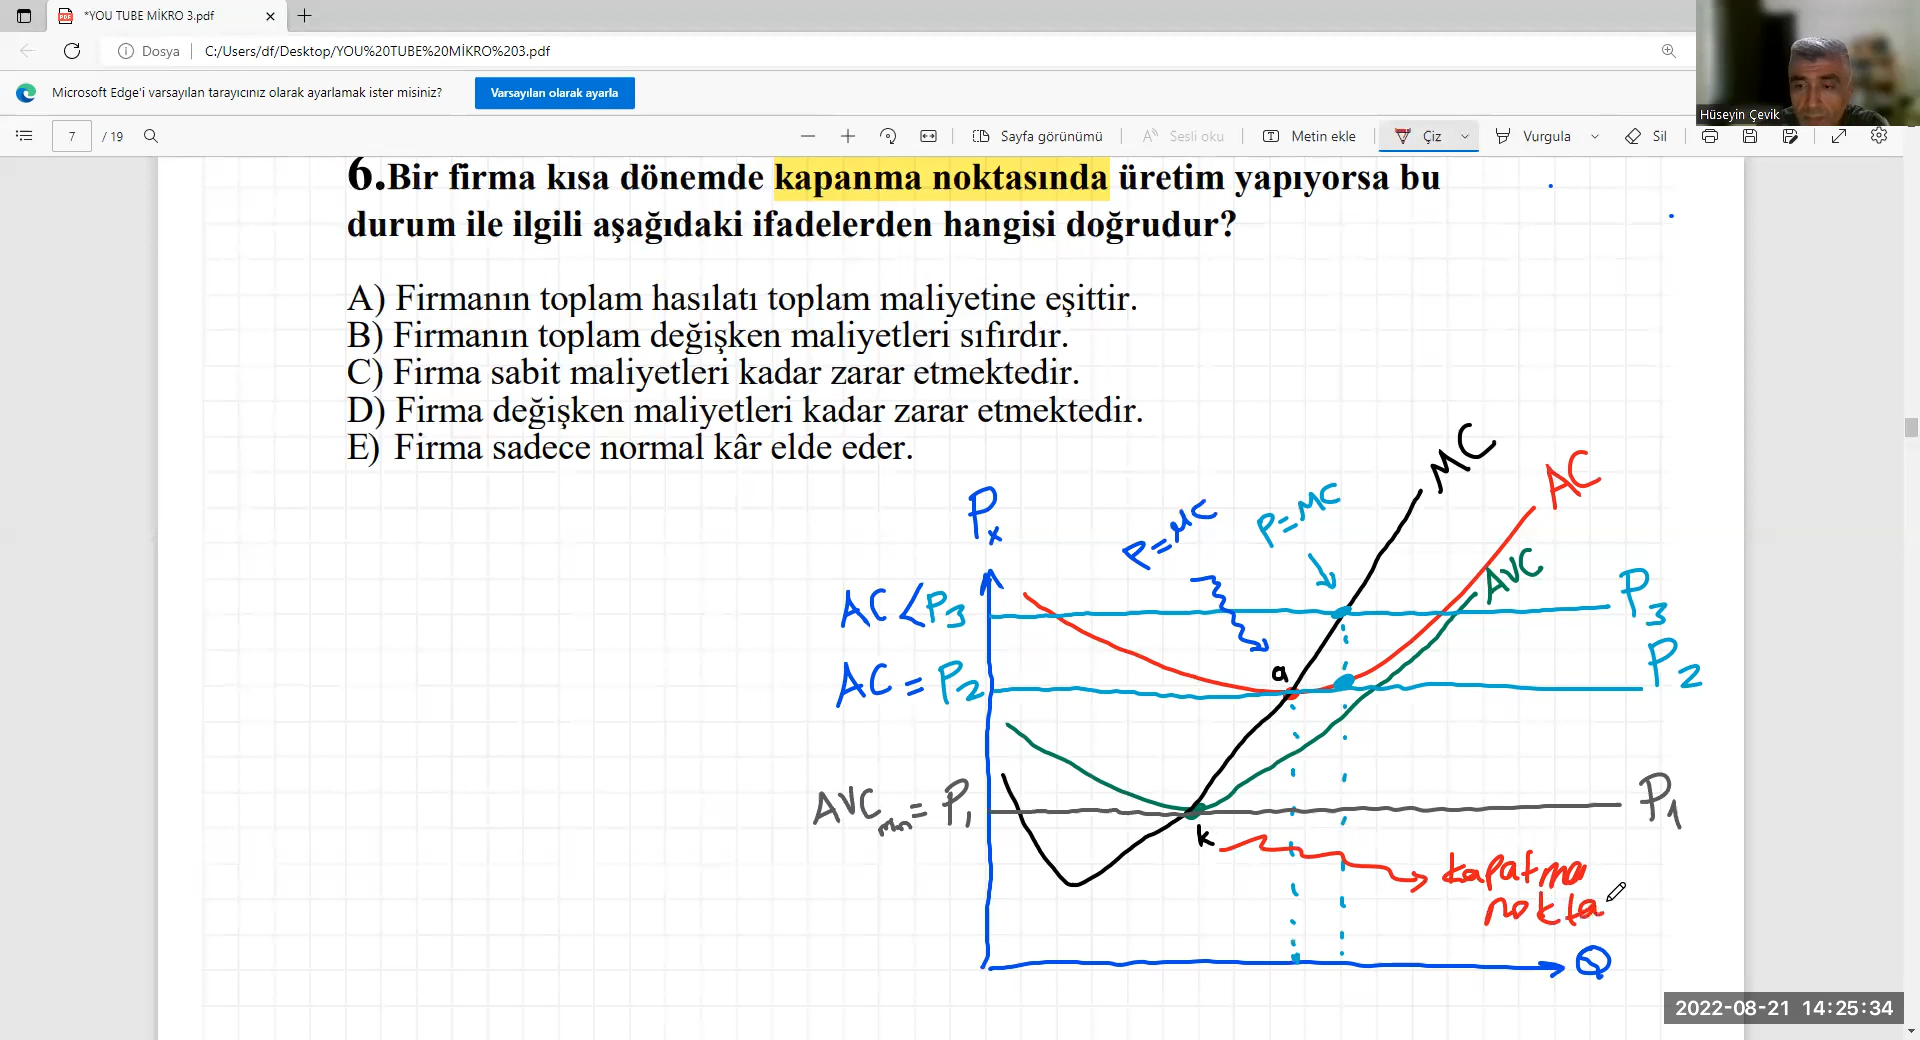 *YOU TUBE MİKRO 3.pdf
Dosya
C:/Users/df/Desktop/YOU%20TUBE%20MİKRO%203.pdf
Microsoft Edge'i varsayılan tarayıcınız olarak ayarlamak ister misiniz?
Varsayılan olarak ayarla
Hüseyin Çevik
7 / 19
Sayfa görünümü
Sesli oku
Metin ekle
Çiz
Vurgula
Sil
6.Bir firma kısa dönemde kapanma noktasında üretim yapıyorsa bu
durum ile ilgili aşağıdaki ifadelerden hangisi doğrudur?
A) Firmanın toplam hasılatı toplam maliyetine eşittir.
B) Firmanın toplam değişken maliyetleri sıfırdır.
C) Firma sabit maliyetleri kadar zarar etmektedir.
D) Firma değişken maliyetleri kadar zarar etmektedir.
E) Firma sadece normal kâr elde eder.
MC
AC
Px
P=MC
P=MC
AVC
AC < P3
P3
a
AC = P2
P2
AVC min = P1
P1
k
kapatma
nokta
Q
2022-08-21 14:25:34